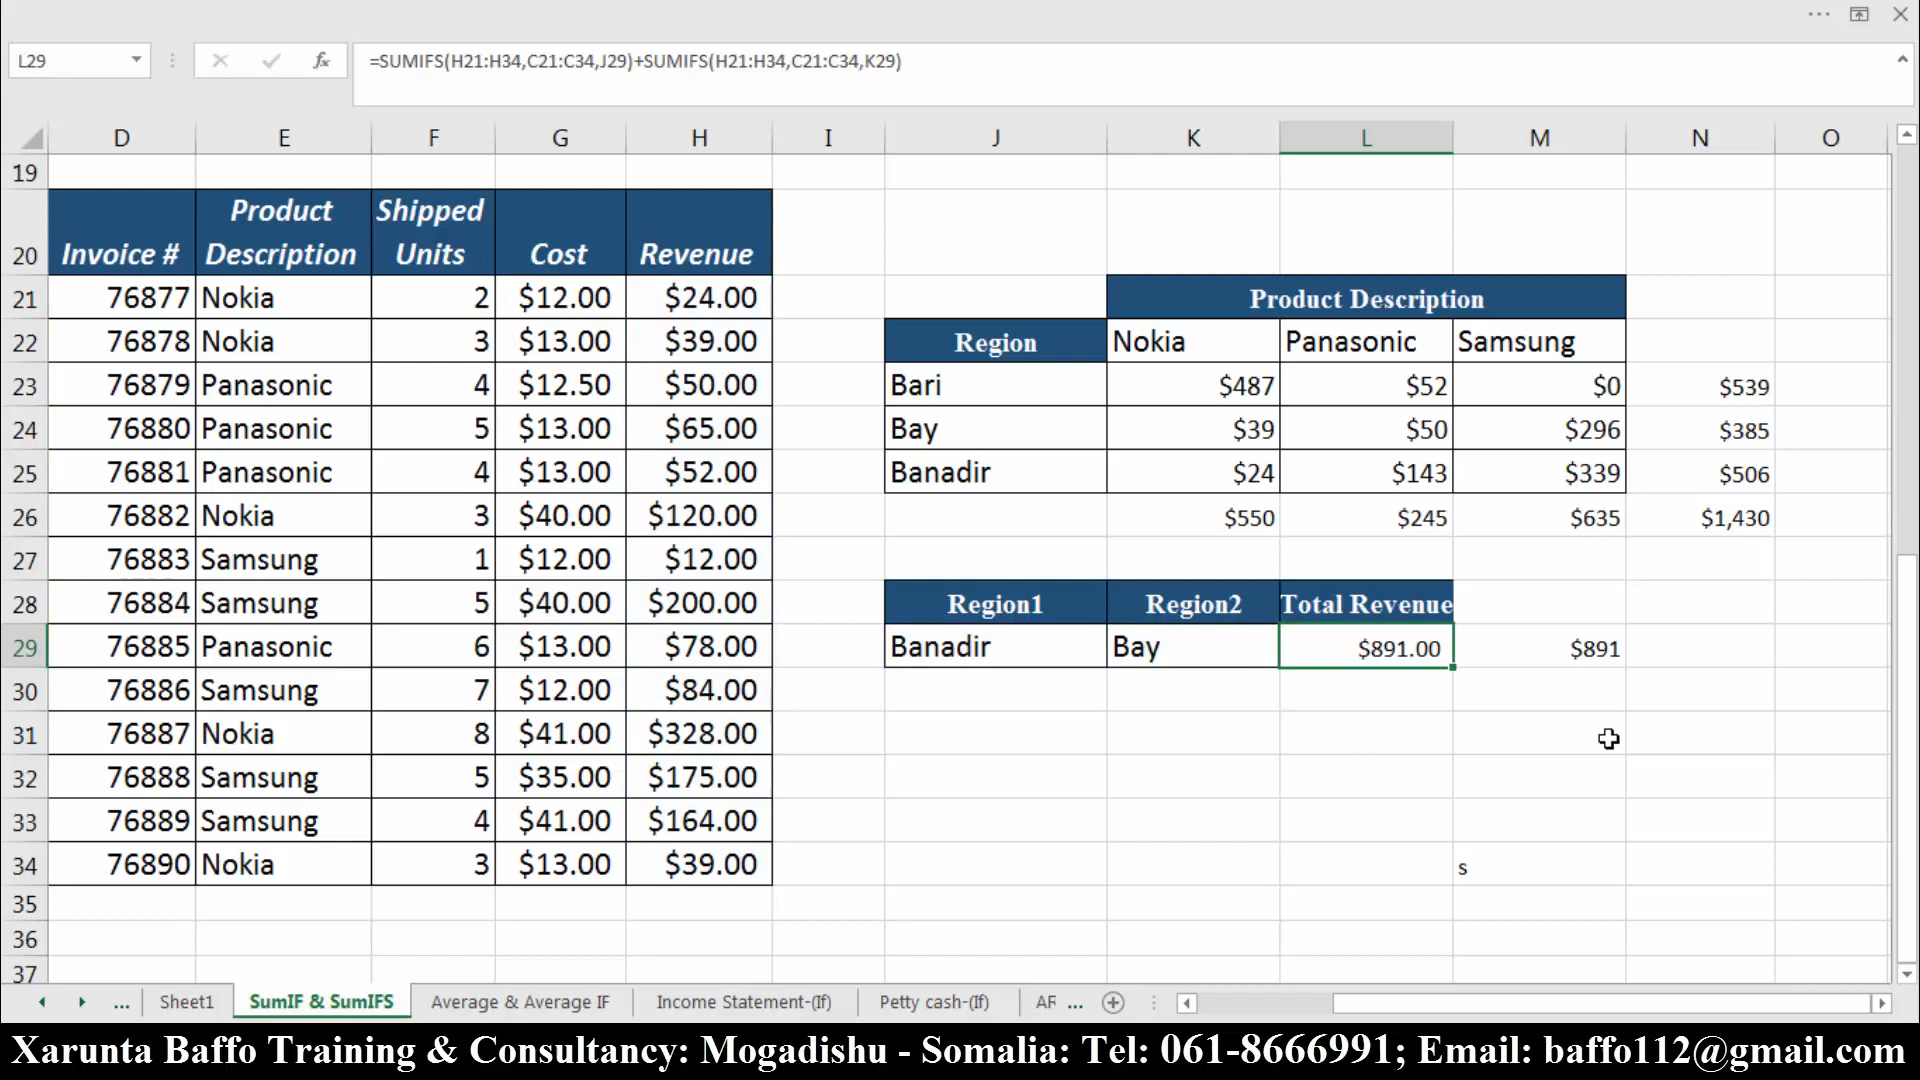 L29
fx
=SUMIFS(H21:H34,C21:C34,J29)+SUMIFS(H21:H34,C21:C34,K29)
D E F G H I J K L M N O
19
20 Invoice # Product Description Shipped Units Cost Revenue
21 76877 Nokia 2 $12.00 $24.00 Product Description
22 76878 Nokia 3 $13.00 $39.00 Region Nokia Panasonic Samsung
23 76879 Panasonic 4 $12.50 $50.00 Bari $487 $52 $0 $539
24 76880 Panasonic 5 $13.00 $65.00 Bay $39 $50 $296 $385
25 76881 Panasonic 4 $13.00 $52.00 Banadir $24 $143 $339 $506
26 76882 Nokia 3 $40.00 $120.00 $550 $245 $635 $1,430
27 76883 Samsung 1 $12.00 $12.00
28 76884 Samsung 5 $40.00 $200.00 Region1 Region2 Total Revenue
29 76885 Panasonic 6 $13.00 $78.00 Banadir Bay $891.00 $891
30 76886 Samsung 7 $12.00 $84.00
31 76887 Nokia 8 $41.00 $328.00
32 76888 Samsung 5 $35.00 $175.00
33 76889 Samsung 4 $41.00 $164.00
34 76890 Nokia 3 $13.00 $39.00 s
35
36
37
... Sheet1 SumIF & SumIFS Average & Average IF Income Statement-(If) Petty cash-(If) AF ...
Xarunta Baffo Training & Consultancy: Mogadishu - Somalia: Tel: 061-8666991; Email: baffo112@gmail.com